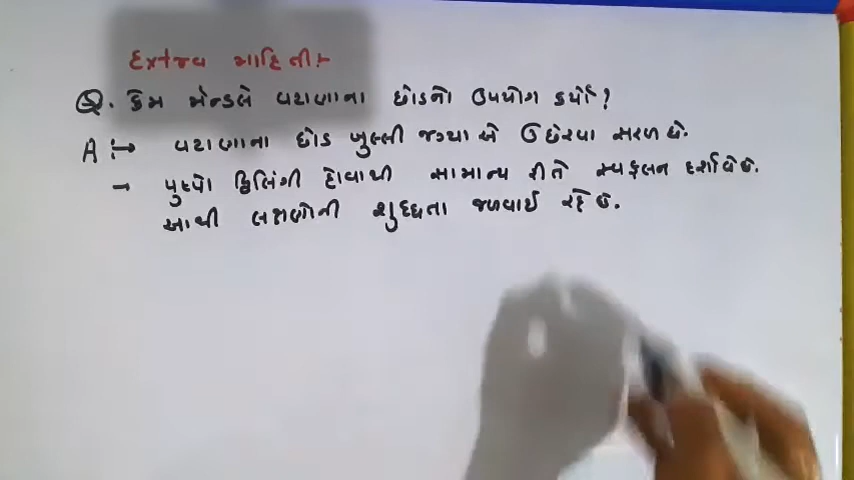 Extra માહિતી:-
Q. કેમ મેન્ડલે વટાણાના છોડનો ઉપયોગ કર્યો?
A :→ વટાણાના છોડ ખુલ્લી જગ્યાએ ઉછેરવા સરળ છે.
→ પુષ્પો દ્વિલિંગી હોવાથી સામાન્ય રીતે સ્વફલન દર્શાવે છે.
આથી લક્ષણોની શુદ્ધતા જળવાઈ રહે છે.